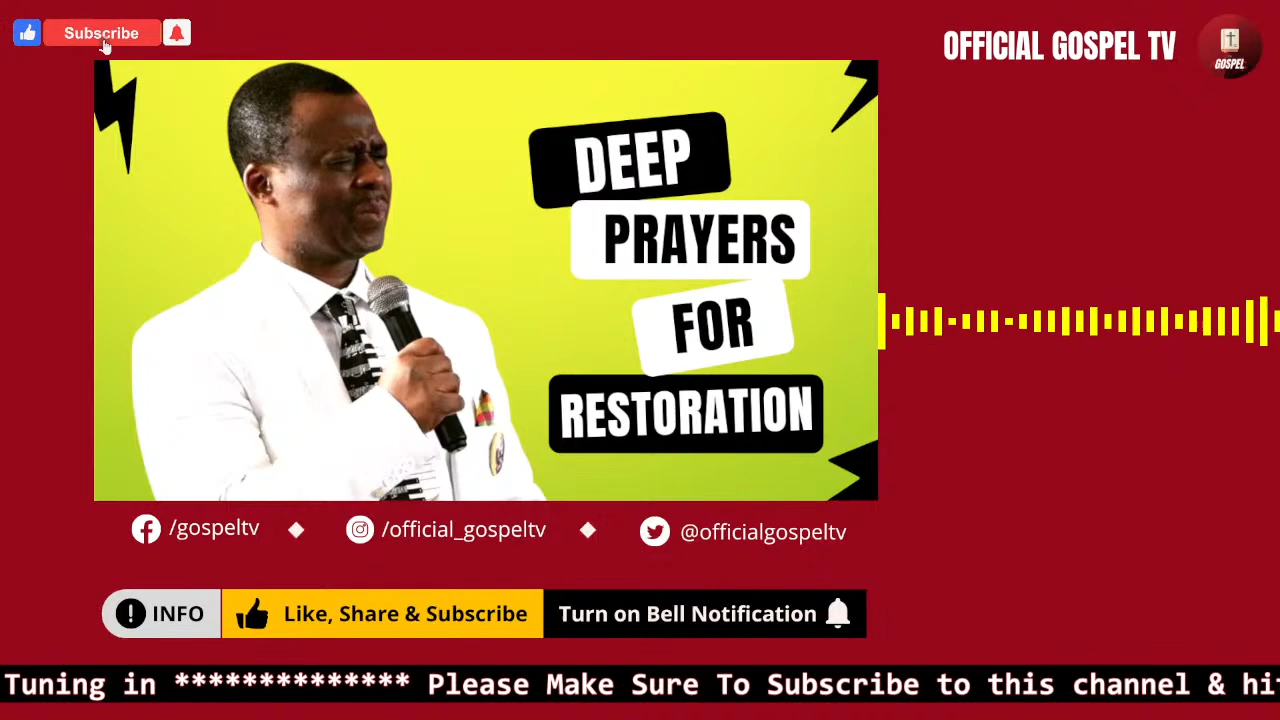 Subscribe
OFFICIAL GOSPEL TV
GOSPEL
DEEP
PRAYERS
FOR
RESTORATION
/gospeltv
/official_gospeltv
@officialgospeltv
INFO
Like, Share & Subscribe
Turn on Bell Notification
Tuning in ************** Please Make Sure To Subscribe to this channel & hit